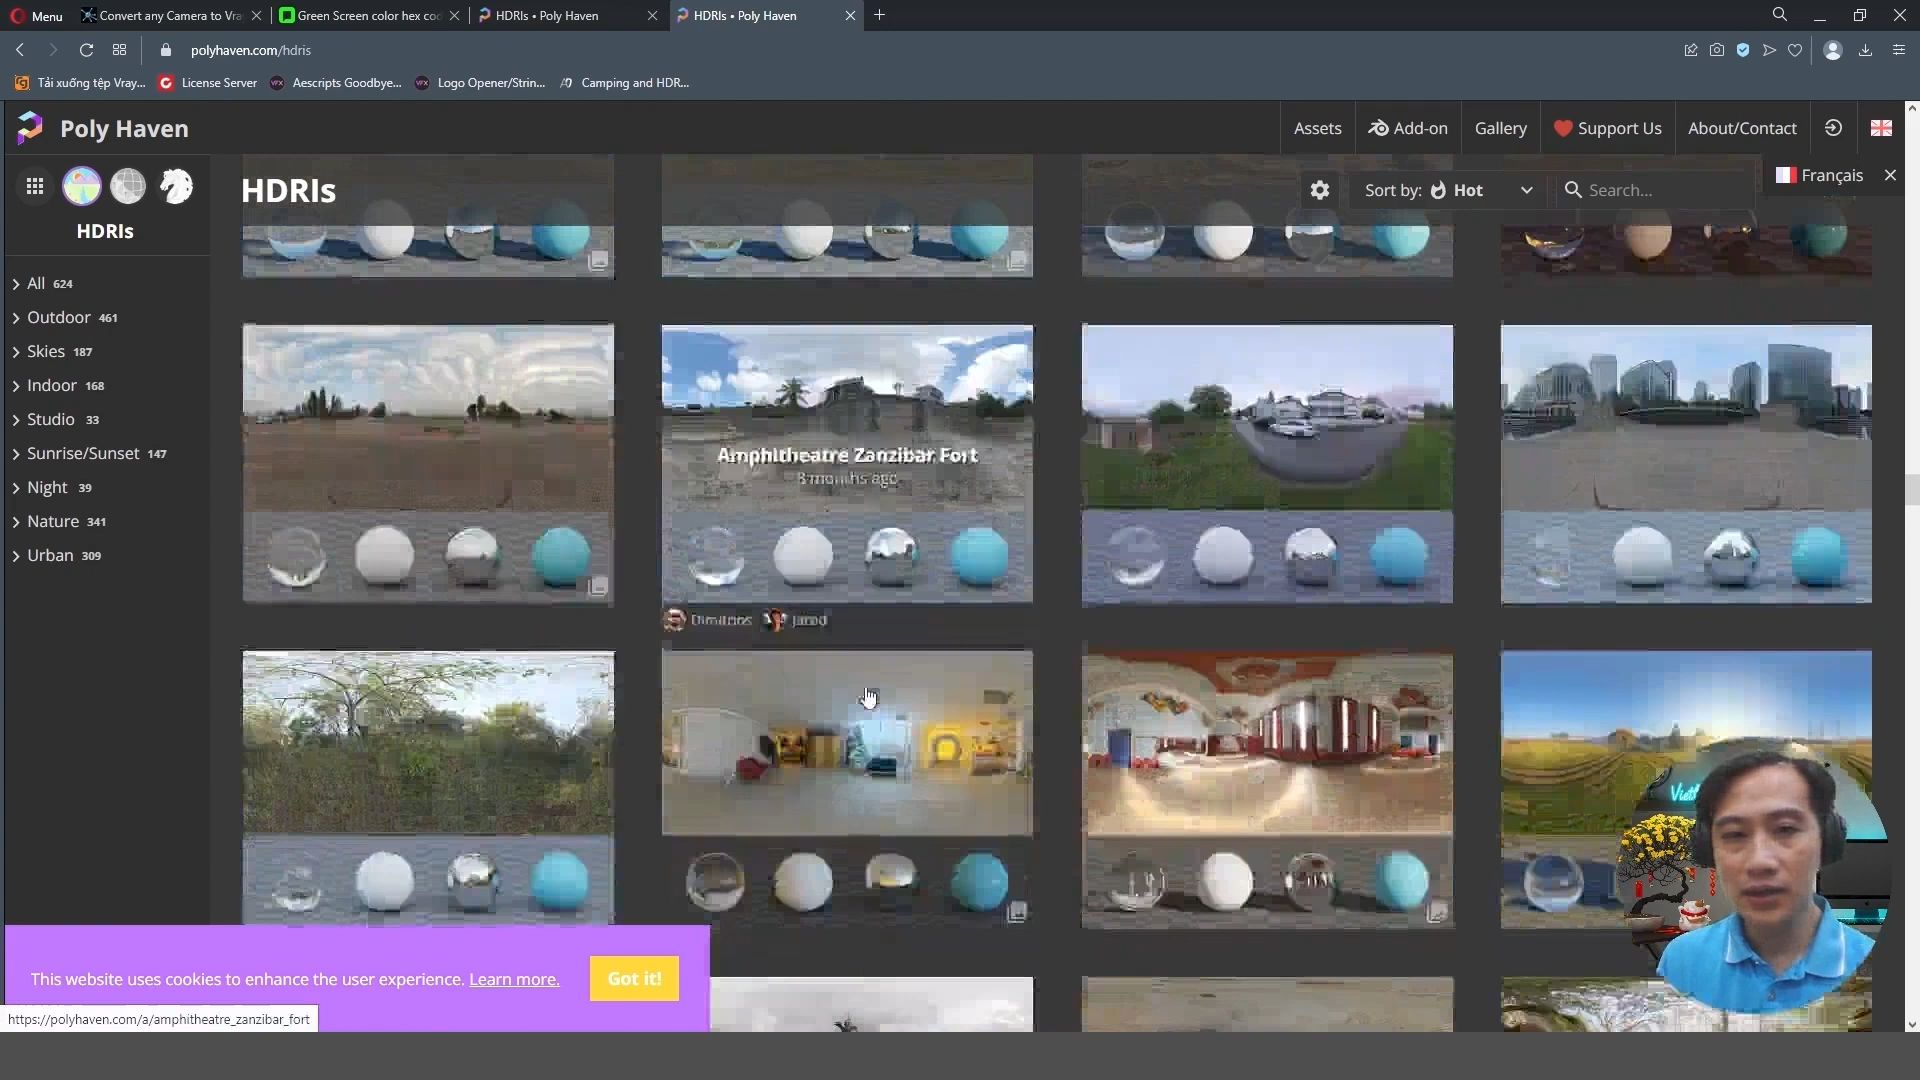 Menu
Convert any Camera to Vra
Green Screen color hex cod
HDRIs • Poly Haven
HDRIs • Poly Haven
polyhaven.com/hdris
Tải xuống tệp Vray...
License Server
Aescripts Goodbye...
Logo Opener/Strin...
Camping and HDR...
Poly Haven
Assets
Add-on
Gallery
Support Us
About/Contact
HDRIs
Sort by: Hot
Search...
Français
HDRIs
All 624
Outdoor 461
Skies 187
Indoor 168
Studio 33
Sunrise/Sunset 147
Night 39
Nature 341
Urban 309
Amphitheatre Zanzibar Fort
8 months ago
Dimitrios
Jarod
This website uses cookies to enhance the user experience. Learn more.
Got it!
https://polyhaven.com/a/amphitheatre_zanzibar_fort